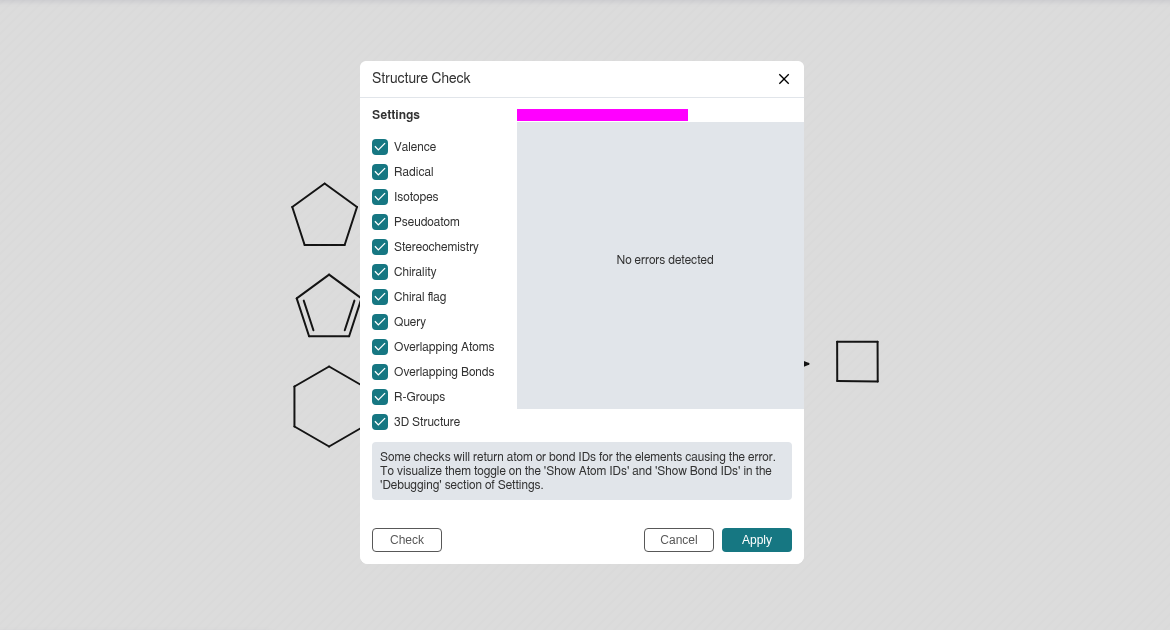 Structure Check
Settings
Valence
Radical
Isotopes
Pseudoatom
Stereochemistry
Chirality
Chiral flag
Query
Overlapping Atoms
Overlapping Bonds
R-Groups
3D Structure
No errors detected
Some checks will return atom or bond IDs for the elements causing the error.
To visualize them toggle on the 'Show Atom IDs' and 'Show Bond IDs' in the
'Debugging' section of Settings.
Check
Cancel
Apply